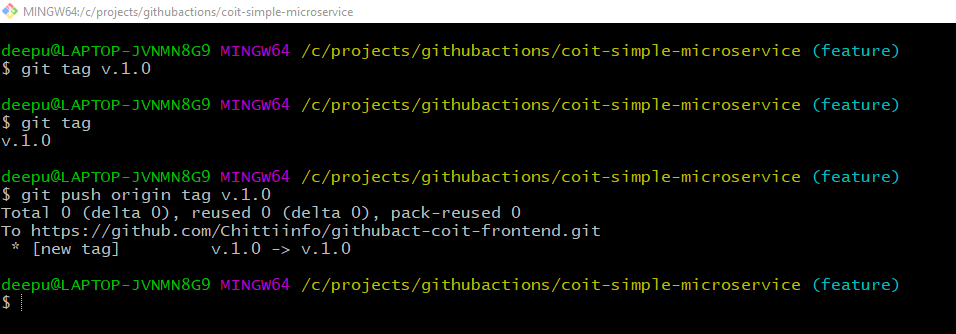 MINGW64:/c/projects/githubactions/coit-simple-microservice
deepu@LAPTOP-JVNMN8G9 MINGW64 /c/projects/githubactions/coit-simple-microservice (feature)
$ git tag v.1.0
deepu@LAPTOP-JVNMN8G9 MINGW64 /c/projects/githubactions/coit-simple-microservice (feature)
$ git tag
v.1.0
deepu@LAPTOP-JVNMN8G9 MINGW64 /c/projects/githubactions/coit-simple-microservice (feature)
$ git push origin tag v.1.0
Total 0 (delta 0), reused 0 (delta 0), pack-reused 0
To https://github.com/Chittiinfo/githubact-coit-frontend.git
 * [new tag]         v.1.0 -> v.1.0
deepu@LAPTOP-JVNMN8G9 MINGW64 /c/projects/githubactions/coit-simple-microservice (feature)
$